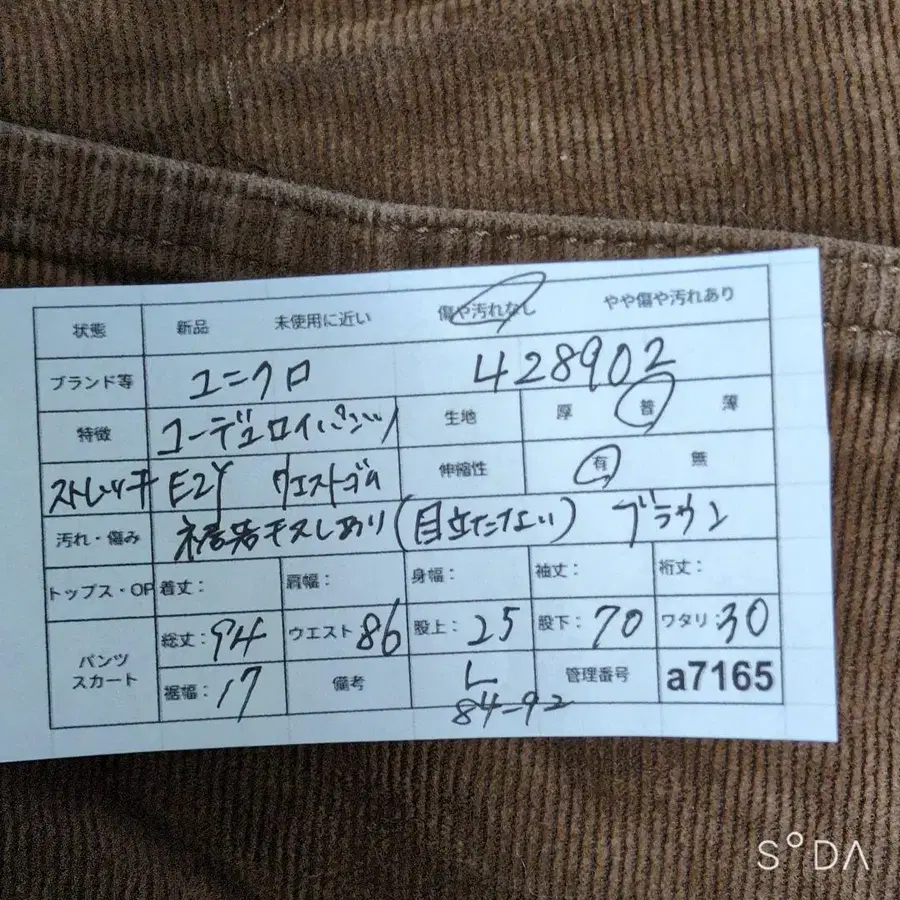 状態 新品 未使用に近い 傷や汚れなし やや傷や汚れあり
ブランド等 ユニクロ 428902
特徴 コーデュロイパンツ 生地 厚 普 薄
ストレッチ EZY ウエストゴム 伸縮性 有 無
汚れ・傷み スレあり(目立たない) ブラウン
トップス・OP 着丈: 肩幅: 身幅: 袖丈: 裄丈:
パンツ スカート 総丈:94 ウエスト86 股上:25 股下:70 ワタリ:30
裾幅:17 備考 L 84-92 管理番号 a7165
S°DΛ